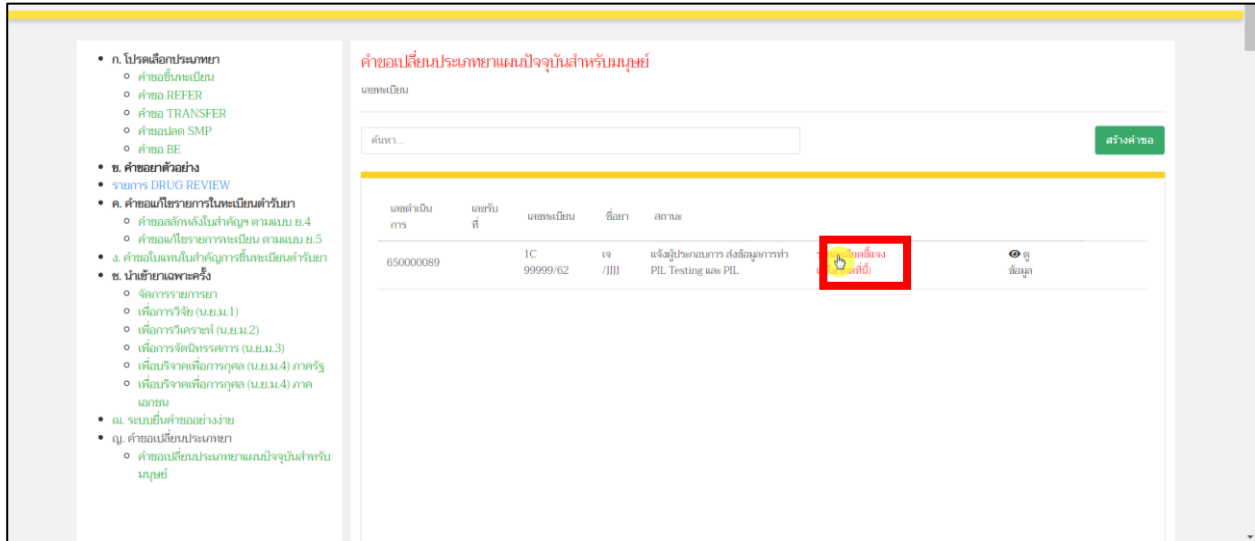 ก. โปรดเลือกประเภทยา
คำขอขึ้นทะเบียน
คำขอ REFER
คำขอ TRANSFER
คำขอปลด SMP
คำขอ BE
ข. คำขอยาตัวอย่าง
รายการ DRUG REVIEW
ค. คำขอแก้ไขรายการในทะเบียนตำรับยา
คำขอสลักหลังใบสำคัญฯ ตามแบบ ย.4
คำขอแก้ไขรายการทะเบียน ตามแบบ ย.5
ง. คำขอใบแทนใบสำคัญการขึ้นทะเบียนตำรับยา
ช. นำเข้ายาเฉพาะครั้ง
จัดการรายการยา
เพื่อการวิจัย (น.ย.ม.1)
เพื่อการวิเคราะห์ (น.ย.ม.2)
เพื่อการจัดนิทรรศการ (น.ย.ม.3)
เพื่อบริจาคเพื่อการกุศล (น.ย.ม.4) ภาครัฐ
เพื่อบริจาคเพื่อการกุศล (น.ย.ม.4) ภาค
เอกชน
ฌ. ระบบยื่นคำขออย่างง่าย
ญ. คำขอเปลี่ยนประเภทยา
คำขอเปลี่ยนประเภทยาแผนปัจจุบันสำหรับ
มนุษย์
คำขอเปลี่ยนประเภทยาแผนปัจจุบันสำหรับมนุษย์
เลขทะเบียน
ค้นหา...
สร้างคำขอ
เลขดำเนิน เลขรับ
การ ที่ เลขทะเบียน ชื่อยา สถานะ
650000089 1C เจ แจ้งผู้ประกอบการ ส่งข้อมูลการทำ ดู
99999/62 /JJJJ PIL Testing และ PIL ข้อมูล